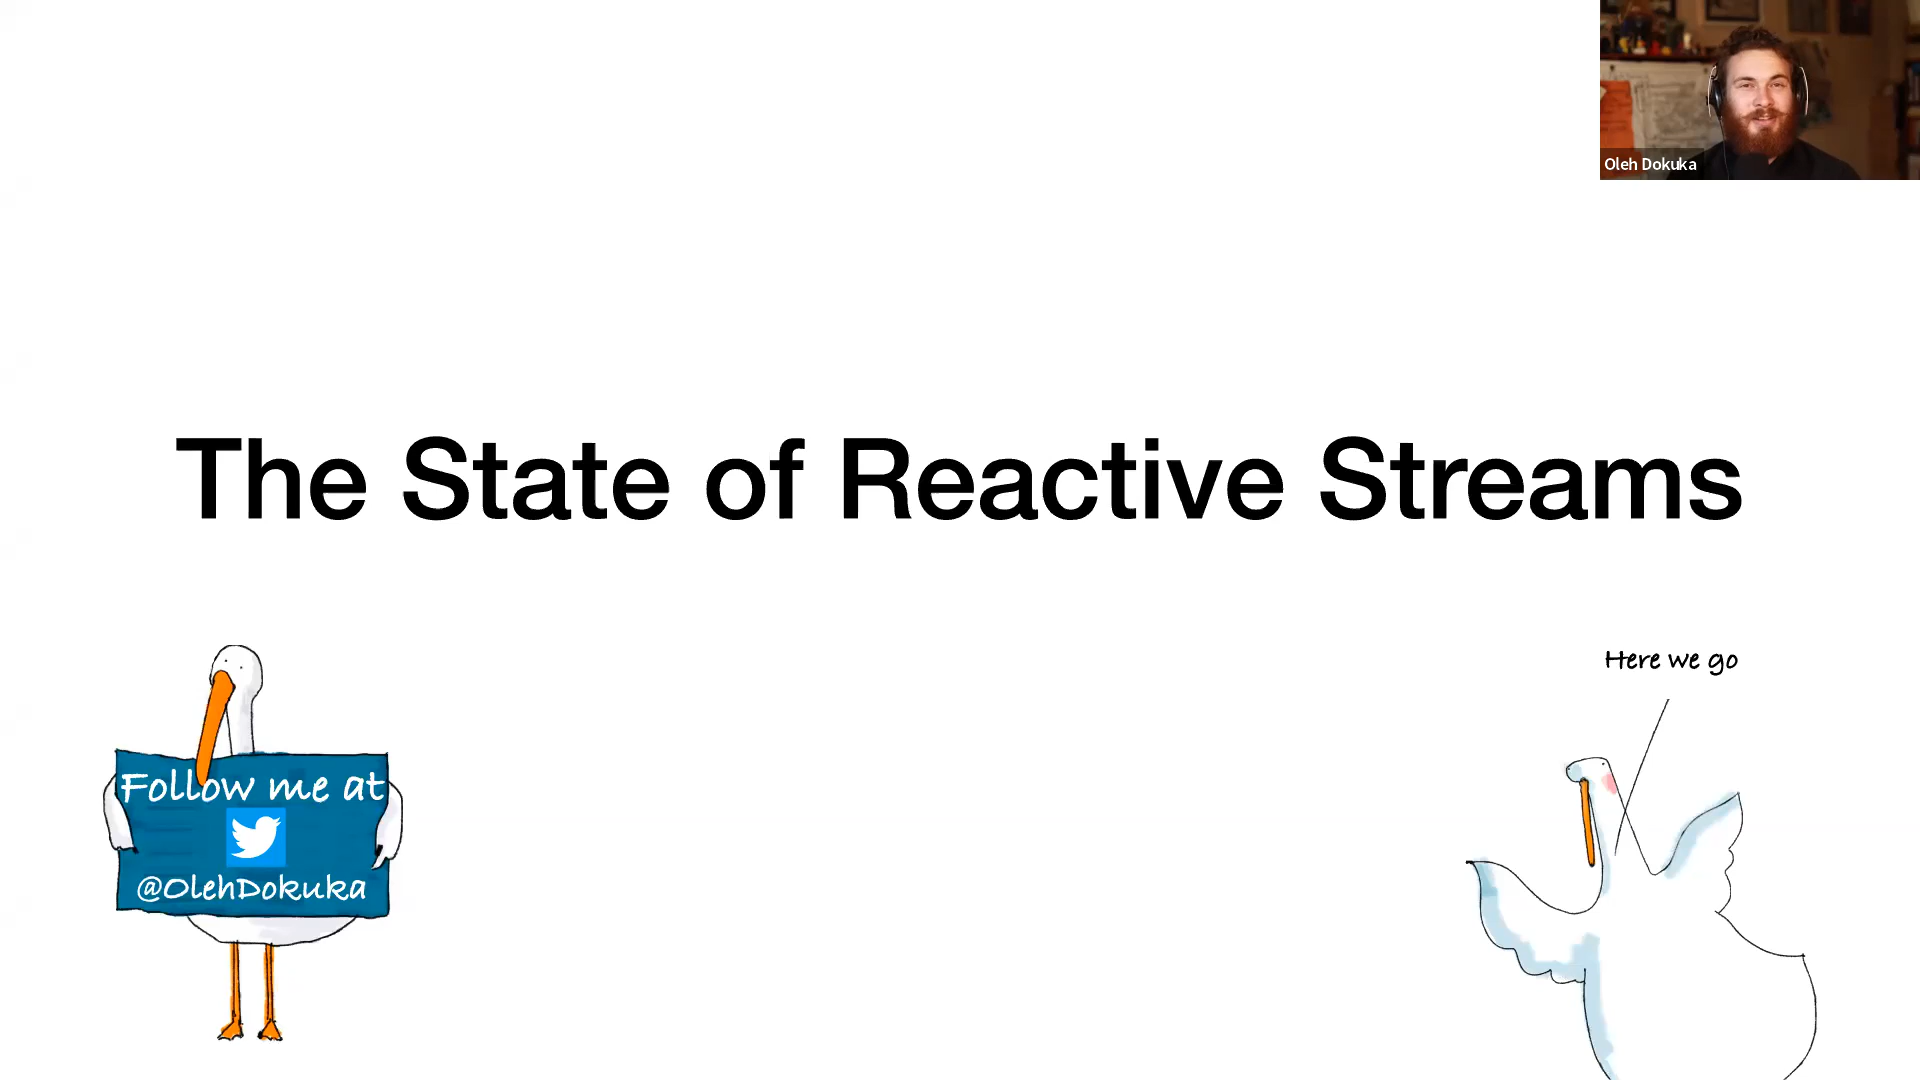 Oleh Dokuka
The State of Reactive Streams
Here we go
Follow me at
@OlehDokuka